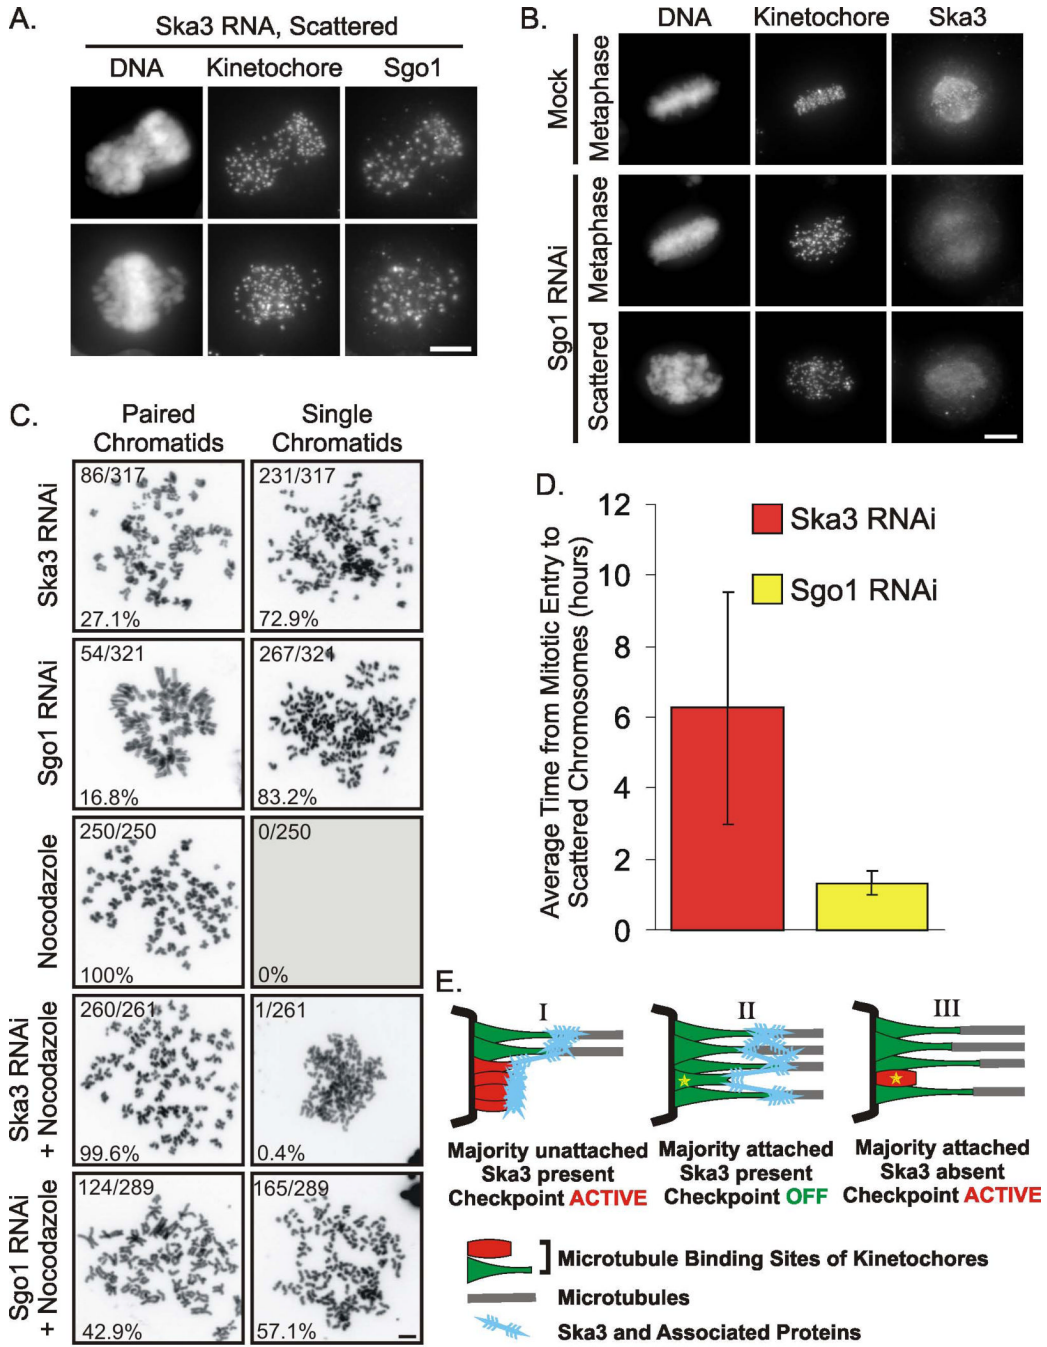 A.
Ska3 RNA, Scattered
DNA
Kinetochore
Sgo1
B.
DNA
Kinetochore
Ska3
Mock
Metaphase
Sgo1 RNAi
Metaphase
Scattered
C.
Paired
Chromatids
Single
Chromatids
Ska3 RNAi
86/317
27.1%
231/317
72.9%
Sgo1 RNAi
54/321
16.8%
267/321
83.2%
Nocodazole
250/250
100%
0/250
0%
Ska3 RNAi
+ Nocodazole
260/261
99.6%
1/261
0.4%
Sgo1 RNAi
+ Nocodazole
124/289
42.9%
165/289
57.1%
D.
Average Time from Mitotic Entry to
Scattered Chromosomes (hours)
12
10
8
6
4
2
0
Ska3 RNAi
Sgo1 RNAi
E.
I
Majority unattached
Ska3 present
Checkpoint ACTIVE
II
Majority attached
Ska3 present
Checkpoint OFF
III
Majority attached
Ska3 absent
Checkpoint ACTIVE
Microtubule Binding Sites of Kinetochores
Microtubules
Ska3 and Associated Proteins